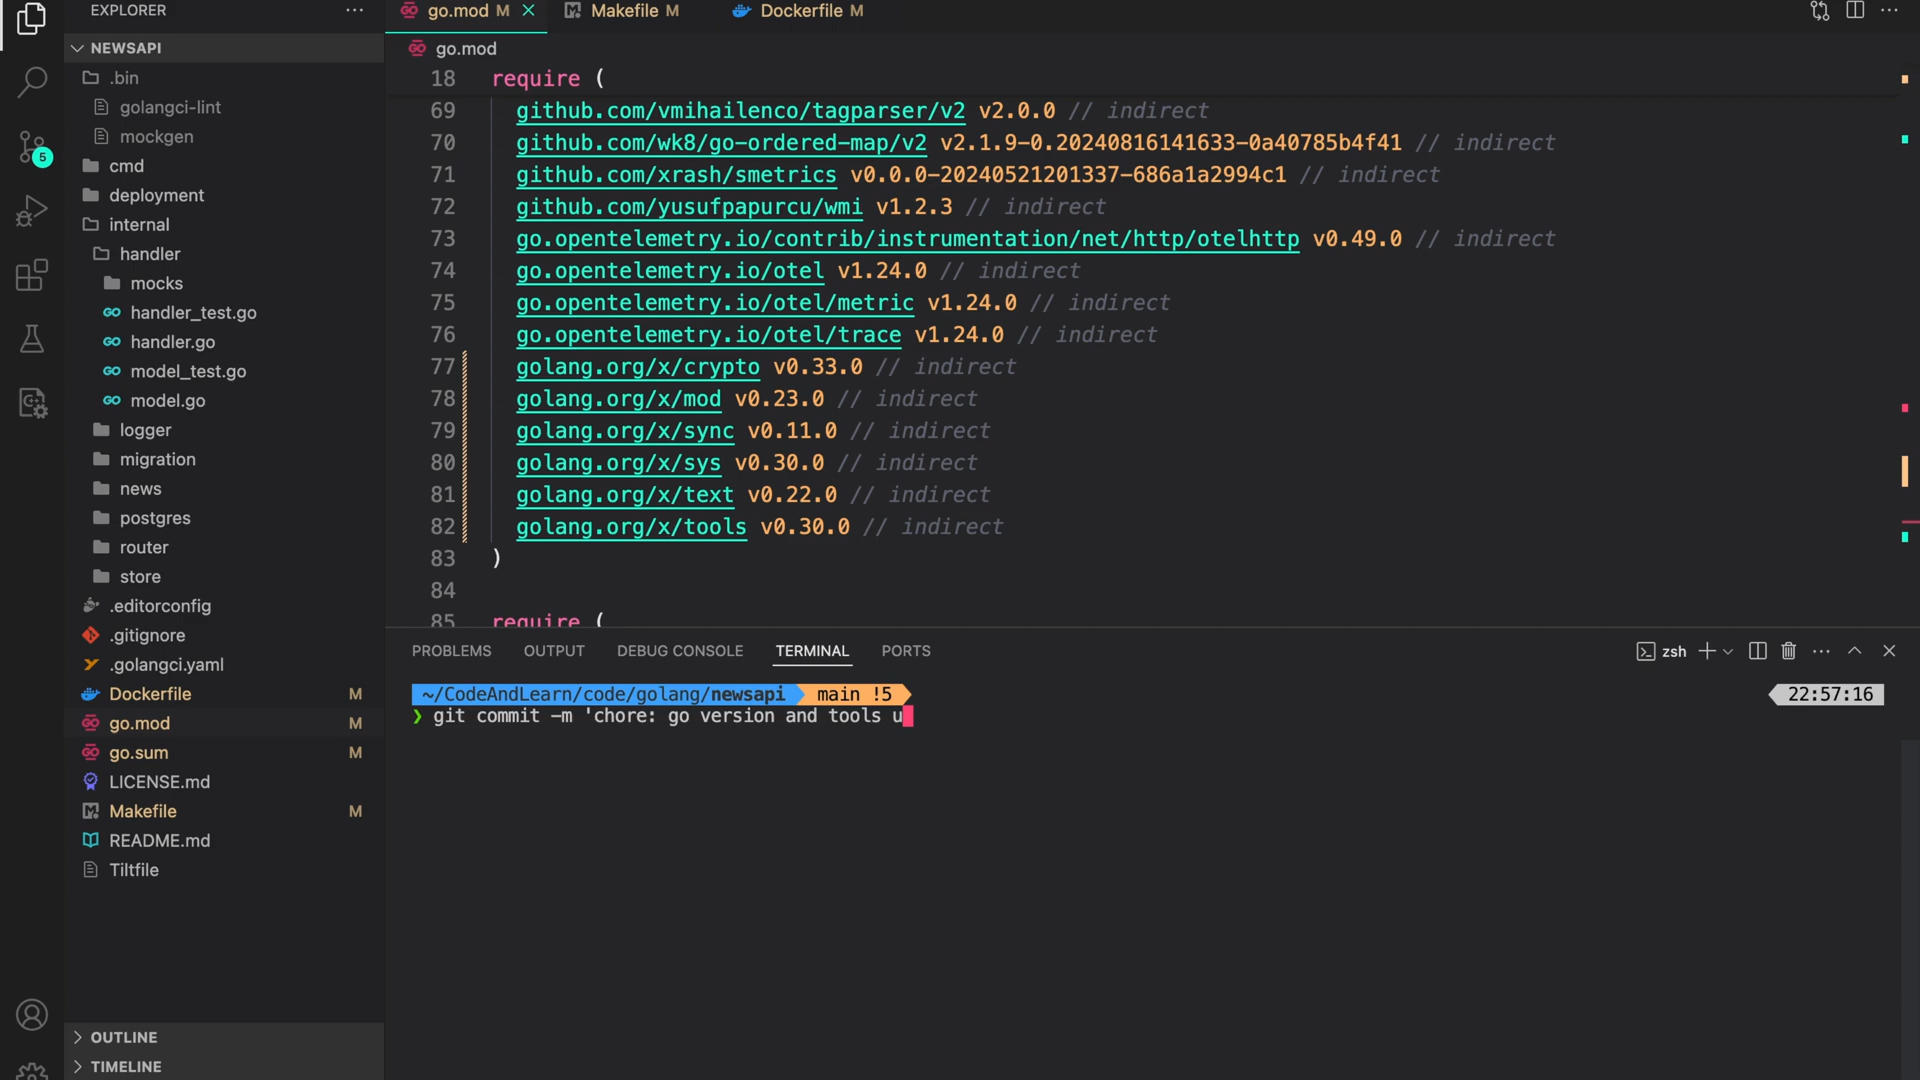 EXPLORER
NEWSAPI
.bin
golangci-lint
mockgen
cmd
deployment
internal
handler
mocks
handler_test.go
handler.go
model_test.go
model.go
logger
migration
news
postgres
router
store
.editorconfig
.gitignore
.golangci.yaml
Dockerfile M
go.mod M
go.sum M
LICENSE.md
Makefile M
README.md
Tiltfile
OUTLINE
TIMELINE
5
go.mod M Makefile M Dockerfile M
go.mod
18 require (
69 github.com/vmihailenco/tagparser/v2 v2.0.0 // indirect
70 github.com/wk8/go-ordered-map/v2 v2.1.9-0.20240816141633-0a40785b4f41 // indirect
71 github.com/xrash/smetrics v0.0.0-20240521201337-686a1a2994c1 // indirect
72 github.com/yusufpapurcu/wmi v1.2.3 // indirect
73 go.opentelemetry.io/contrib/instrumentation/net/http/otelhttp v0.49.0 // indirect
74 go.opentelemetry.io/otel v1.24.0 // indirect
75 go.opentelemetry.io/otel/metric v1.24.0 // indirect
76 go.opentelemetry.io/otel/trace v1.24.0 // indirect
77 golang.org/x/crypto v0.33.0 // indirect
78 golang.org/x/mod v0.23.0 // indirect
79 golang.org/x/sync v0.11.0 // indirect
80 golang.org/x/sys v0.30.0 // indirect
81 golang.org/x/text v0.22.0 // indirect
82 golang.org/x/tools v0.30.0 // indirect
83 )
84
85 require (
PROBLEMS OUTPUT DEBUG CONSOLE TERMINAL PORTS zsh
~/CodeAndLearn/code/golang/newsapi main !5 22:57:16
❯ git commit -m 'chore: go version and tools u